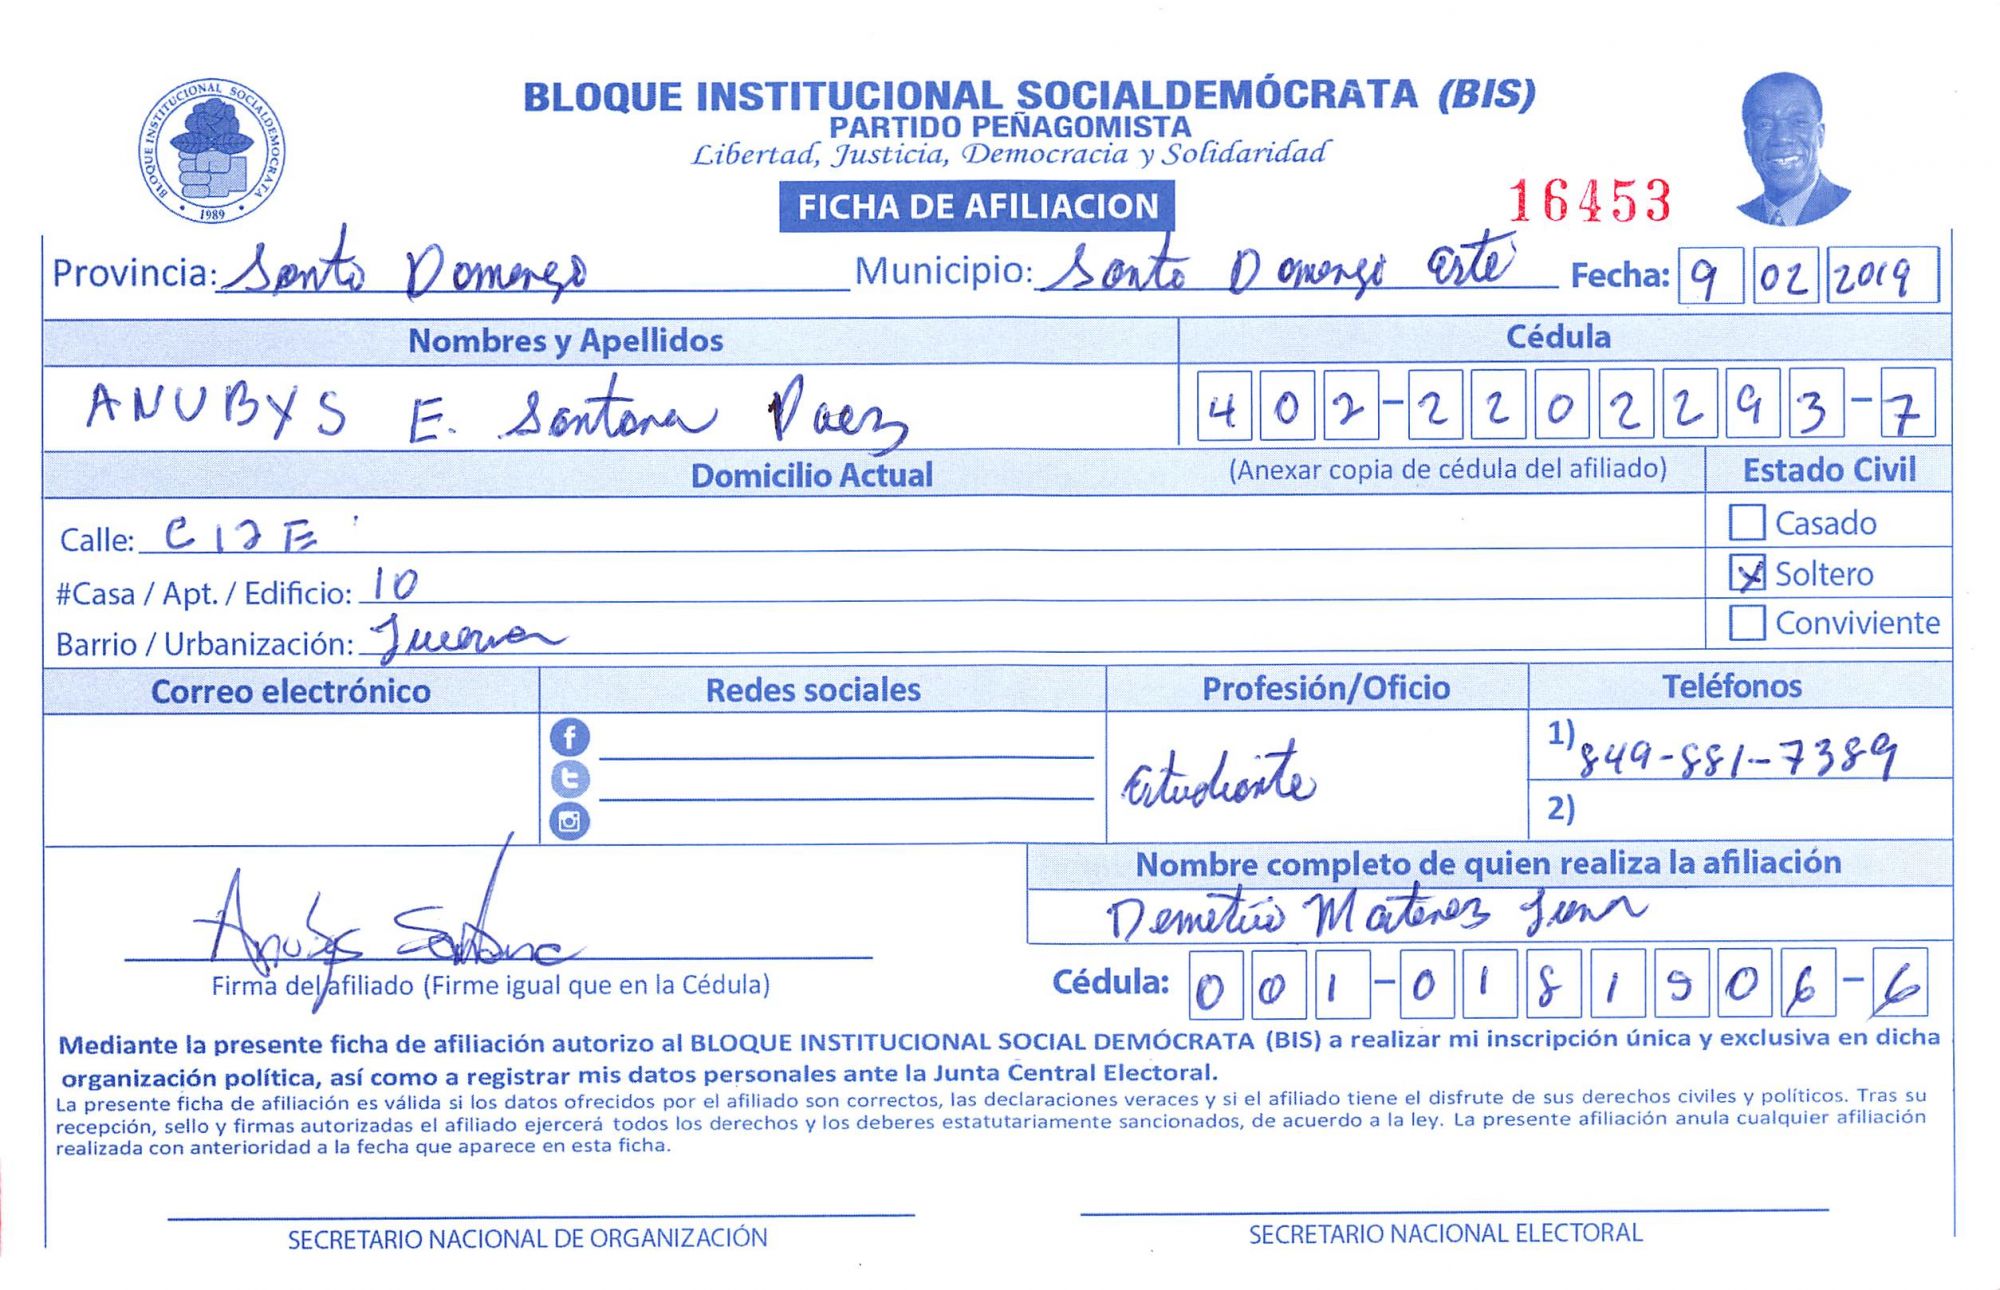 BLOQUE INSTITUCIONAL SOCIALDEMÓCRATA (BIS)
PARTIDO PEÑAGOMISTA
Libertad, Justicia, Democracia y Solidaridad
BLOQUE INSTITUCIONAL SOCIALDEMOCRATA
1989
FICHA DE AFILIACION
16453
Provincia: Santo Domingo Municipio: Santo Domingo este Fecha: 9 02 2019
Nombres y Apellidos Cédula
ANUBYS E. Santana Paez 402-2202293-7
Domicilio Actual (Anexar copia de cédula del afiliado) Estado Civil
Calle: C 12 E Casado
#Casa / Apt. / Edificio: 10 X Soltero
Barrio / Urbanización: Conviviente
Correo electrónico Redes sociales Profesión/Oficio Teléfonos
Estudiante 1) 849-881-7389
2)
Nombre completo de quien realiza la afiliación
Demetrio
Anubys Santana
Firma del afiliado (Firme igual que en la Cédula) Cédula: 001-0181906-6
Mediante la presente ficha de afiliación autorizo al BLOQUE INSTITUCIONAL SOCIAL DEMÓCRATA (BIS) a realizar mi inscripción única y exclusiva en dicha
organización política, así como a registrar mis datos personales ante la Junta Central Electoral.
La presente ficha de afiliación es válida si los datos ofrecidos por el afiliado son correctos, las declaraciones veraces y si el afiliado tiene el disfrute de sus derechos civiles y políticos. Tras su
recepción, sello y firmas autorizadas el afiliado ejercerá todos los derechos y los deberes estatutariamente sancionados, de acuerdo a la ley. La presente afiliación anula cualquier afiliación
realizada con anterioridad a la fecha que aparece en esta ficha.
SECRETARIO NACIONAL DE ORGANIZACIÓN SECRETARIO NACIONAL ELECTORAL